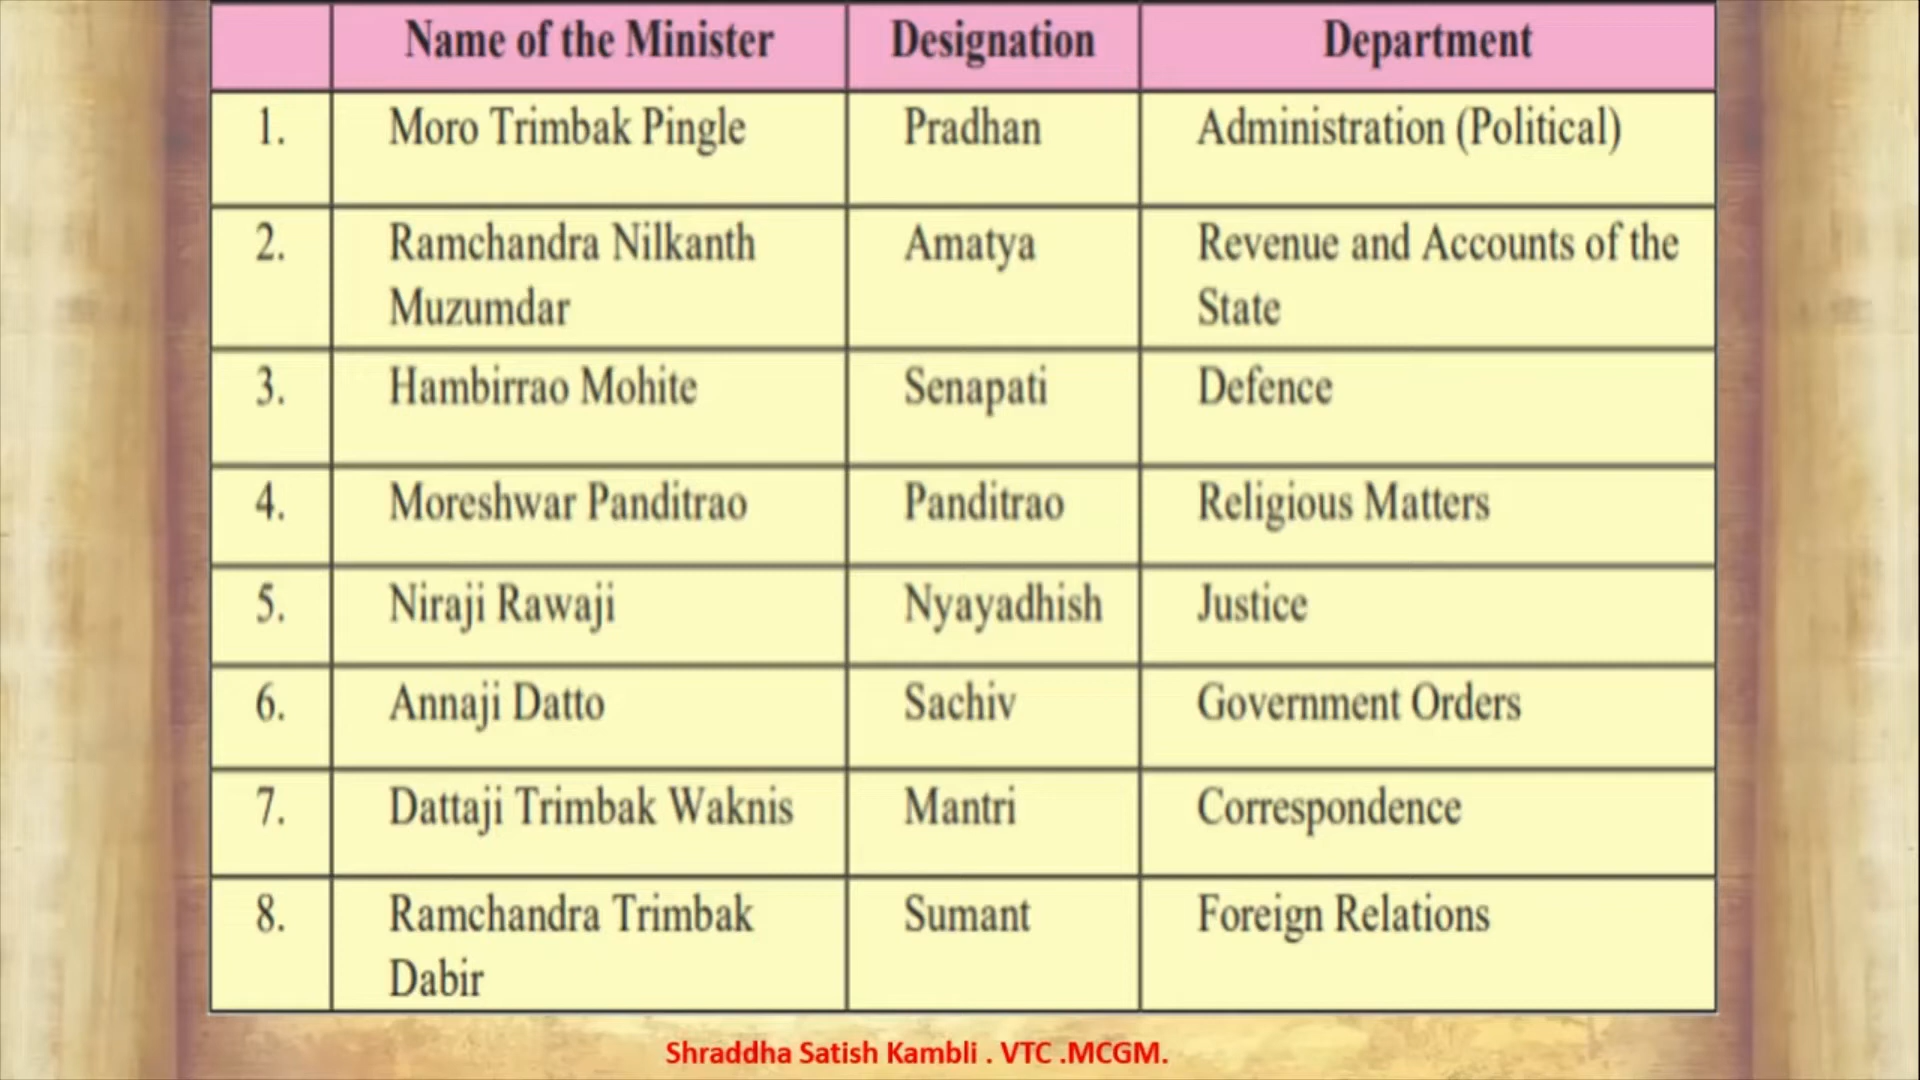 Name of the Minister Designation Department
1. Moro Trimbak Pingle Pradhan Administration (Political)
2. Ramchandra Nilkanth Amatya Revenue and Accounts of the
Muzumdar State
3. Hambirrao Mohite Senapati Defence
4. Moreshwar Panditrao Panditrao Religious Matters
5. Niraji Rawaji Nyayadhish Justice
6. Annaji Datto Sachiv Government Orders
7. Dattaji Trimbak Waknis Mantri Correspondence
8. Ramchandra Trimbak Sumant Foreign Relations
Dabir
Shraddha Satish Kambli . VTC .MCGM.